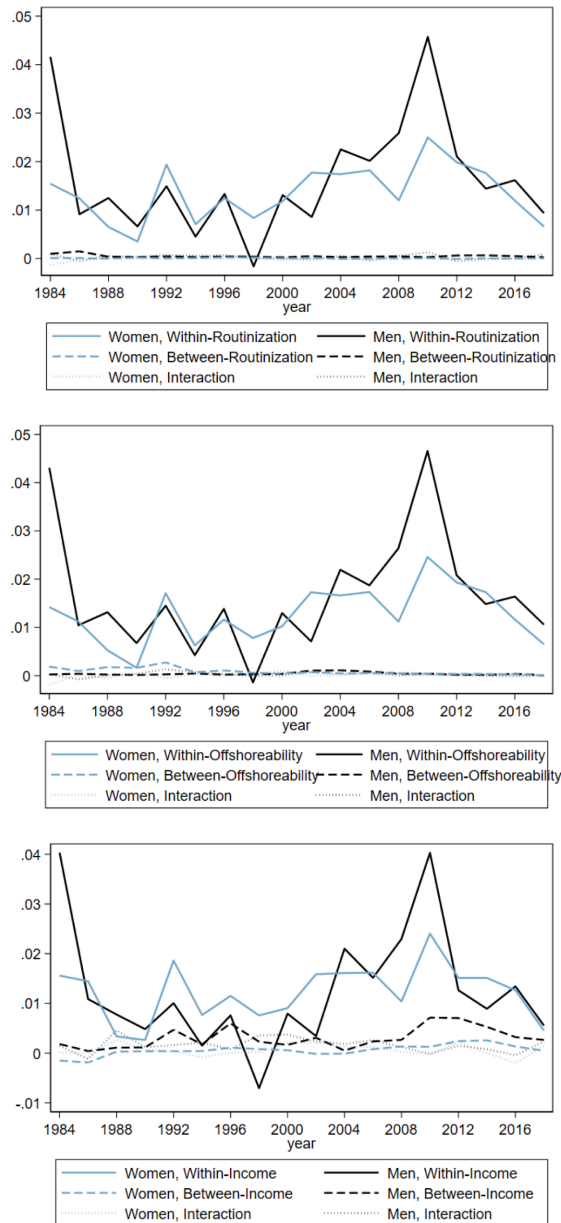 .05
.04
.03
.02
.01
0
1984 1988 1992 1996 2000 2004 2008 2012 2016
year
Women, Within-Routinization Men, Within-Routinization
Women, Between-Routinization Men, Between-Routinization
Women, Interaction Men, Interaction
.05
.04
.03
.02
.01
0
1984 1988 1992 1996 2000 2004 2008 2012 2016
year
Women, Within-Offshoreability Men, Within-Offshoreability
Women, Between-Offshoreability Men, Between-Offshoreability
Women, Interaction Men, Interaction
.04
.03
.02
.01
0
-.01
1984 1988 1992 1996 2000 2004 2008 2012 2016
year
Women, Within-Income Men, Within-Income
Women, Between-Income Men, Between-Income
Women, Interaction Men, Interaction